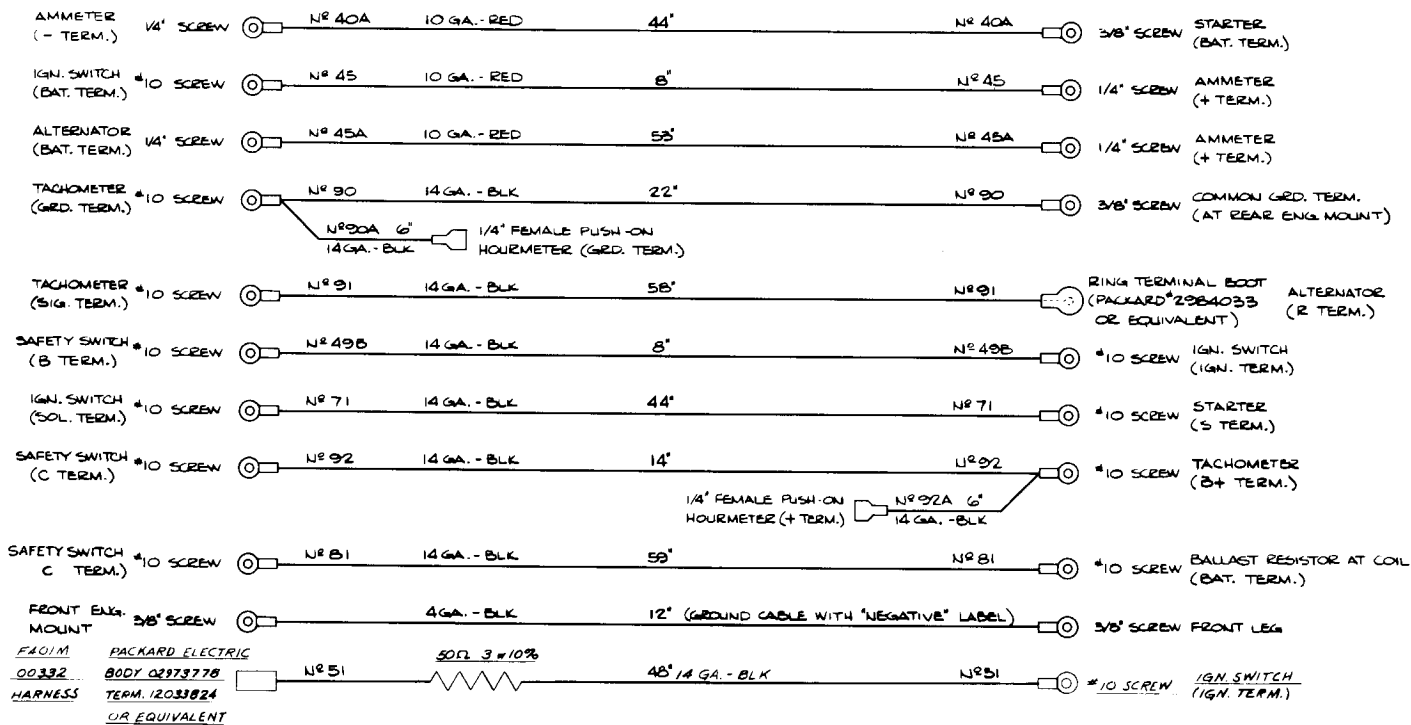 AMMETER
(- TERM.) 1/4" SCREW Nº 40A 10 GA.-RED 44" Nº 40A 3/8" SCREW STARTER
(BAT. TERM.)
IGN. SWITCH
(BAT. TERM.) #10 SCREW Nº 45 10 GA.-RED 8" Nº 45 1/4" SCREW AMMETER
(+ TERM.)
ALTERNATOR
(BAT. TERM.) 1/4" SCREW Nº 45A 10 GA.-RED 53" Nº 45A 1/4" SCREW AMMETER
(+ TERM.)
TACHOMETER
(GRD. TERM.) #10 SCREW Nº 90 14 GA.-BLK 22" Nº 90 3/8" SCREW COMMON GRD. TERM.
(AT REAR ENG MOUNT)
Nº 90A 6" 1/4" FEMALE PUSH-ON
14 GA.-BLK HOURMETER (GRD. TERM.)
TACHOMETER
(SIG. TERM.) #10 SCREW Nº 91 14 GA.-BLK 58" Nº 91 RING TERMINAL BOOT
(PACKARD #2984033
OR EQUIVALENT) ALTERNATOR
(R TERM.)
SAFETY SWITCH
(B TERM.) #10 SCREW Nº 49B 14 GA.-BLK 8" Nº 49B #10 SCREW IGN. SWITCH
(IGN. TERM.)
IGN. SWITCH
(SOL. TERM.) #10 SCREW Nº 71 14 GA.-BLK 44" Nº 71 #10 SCREW STARTER
(S TERM.)
SAFETY SWITCH
(C TERM.) #10 SCREW Nº 92 14 GA.-BLK 14" Nº 92 #10 SCREW TACHOMETER
(B+ TERM.)
1/4" FEMALE PUSH-ON Nº 92A 6"
HOURMETER (+ TERM.) 14 GA.-BLK
SAFETY SWITCH
C TERM.) #10 SCREW Nº 81 14 GA.-BLK 59" Nº 81 #10 SCREW BALLAST RESISTOR AT COIL
(BAT. TERM.)
FRONT ENG.
MOUNT 3/8" SCREW 4 GA.-BLK 12" (GROUND CABLE WITH "NEGATIVE" LABEL) 3/8" SCREW FRONT LEG
FAOIM PACKARD ELECTRIC
00332 BODY 02973778
HARNESS TERM. 12033824
OR EQUIVALENT
Nº 51 50Ω 3 W 10% 48" 14 GA.-BLK Nº 51 #10 SCREW IGN. SWITCH
(IGN. TERM.)